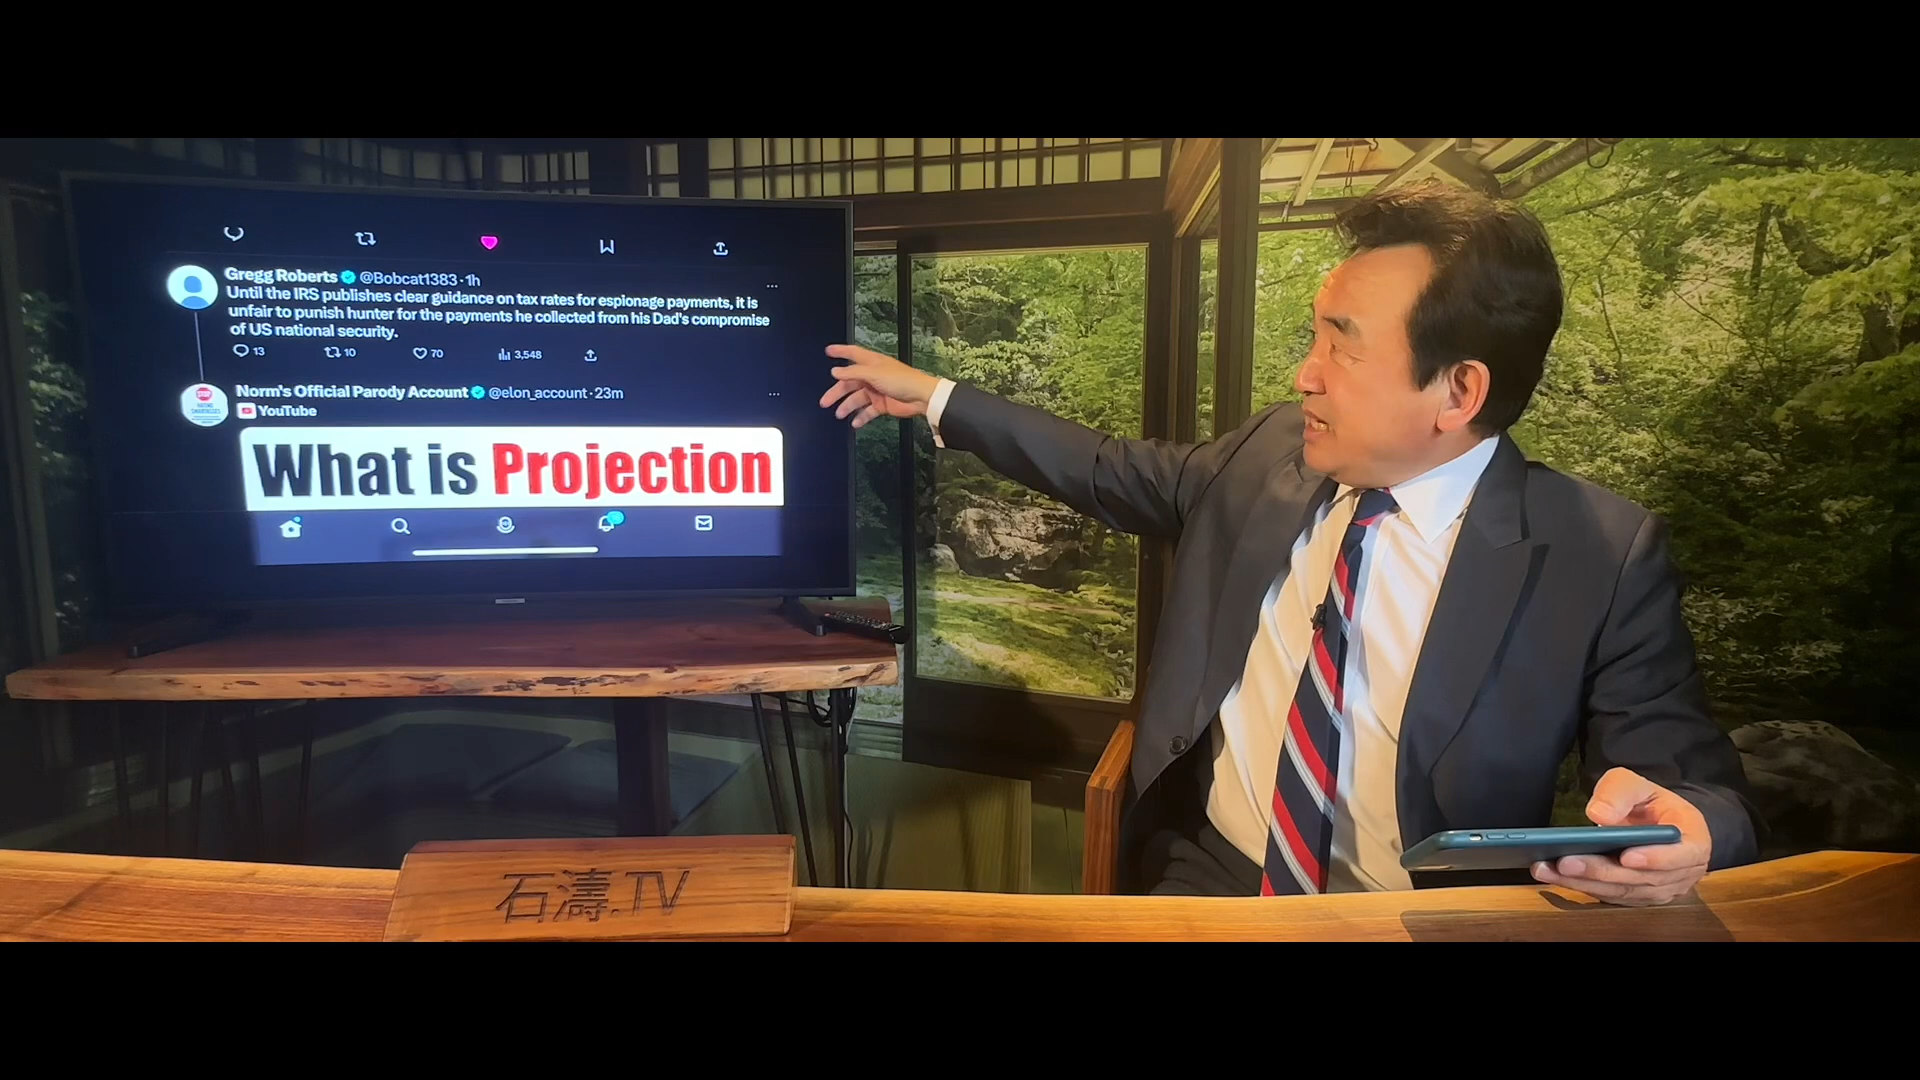 Gregg Roberts @Bobcat1383 · 1h
Until the IRS publishes clear guidance on tax rates for espionage payments, it is
unfair to punish hunter for the payments he collected from his Dad's compromise
of US national security.
13 10 70 3,548
Norm's Official Parody Account @elon_account · 23m
STOP
YouTube
What is Projection
石濤.TV